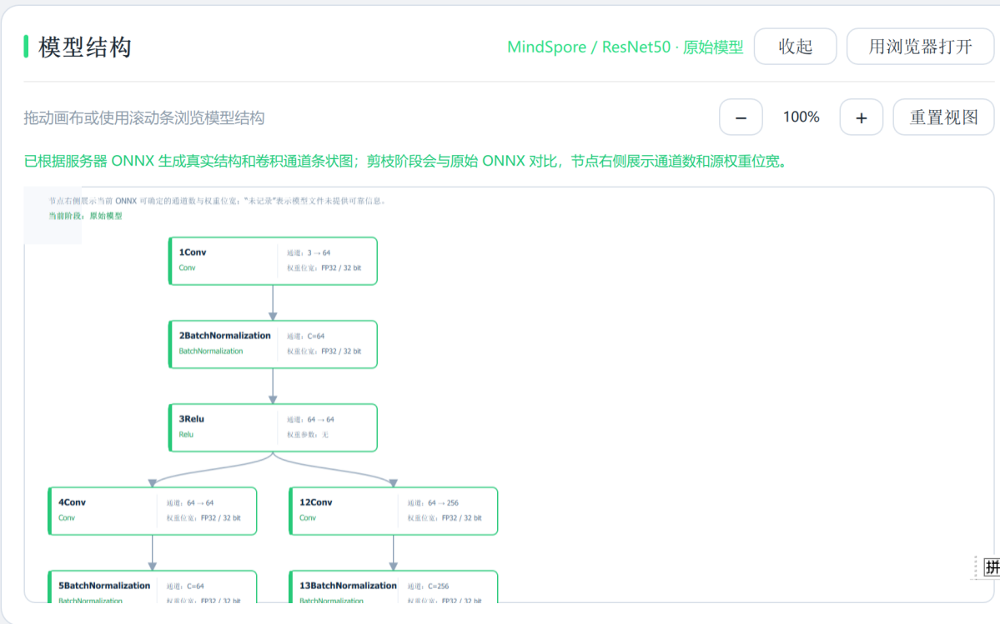 模型结构
MindSpore / ResNet50 · 原始模型
收起
用浏览器打开
拖动画布或使用滚动条浏览模型结构
−
100%
+
重置视图
已根据服务器 ONNX 生成真实结构和卷积通道条状图；剪枝阶段会与原始 ONNX 对比，节点右侧展示通道数和源权重位宽。
节点右侧展示当前 ONNX 可确定的通道数与权重位宽；“未记录”表示模型文件未提供可靠信息。
当前阶段：原始模型
1Conv
Conv
通道：3 → 64
权重位宽：FP32 / 32 bit
2BatchNormalization
BatchNormalization
通道：C=64
权重位宽：FP32 / 32 bit
3Relu
Relu
通道：64 → 64
权重参数：无
4Conv
Conv
通道：64 → 64
权重位宽：FP32 / 32 bit
12Conv
Conv
通道：64 → 256
权重位宽：FP32 / 32 bit
5BatchNormalization
BatchNormalization
通道：C=64
权重位宽：FP32 / 32 bit
13BatchNormalization
BatchNormalization
通道：C=256
权重位宽：FP32 / 32 bit
拼